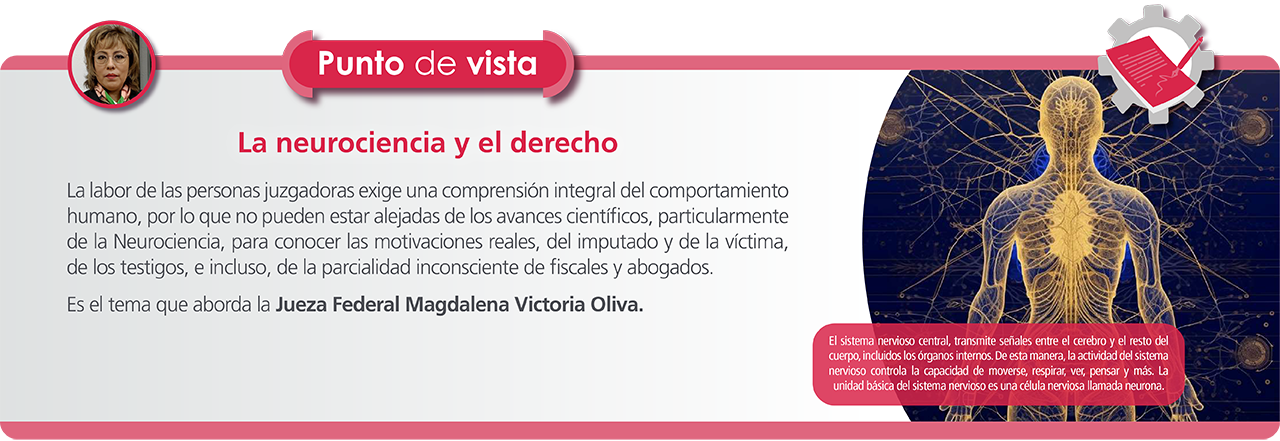 Punto de vista
La neurociencia y el derecho
La labor de las personas juzgadoras exige una comprensión integral del comportamiento
humano, por lo que no pueden estar alejadas de los avances científicos, particularmente
de la Neurociencia, para conocer las motivaciones reales, del imputado y de la víctima,
de los testigos, e incluso, de la parcialidad inconsciente de fiscales y abogados.
Es el tema que aborda la Jueza Federal Magdalena Victoria Oliva.
El sistema nervioso central, transmite señales entre el cerebro y el resto del
cuerpo, incluidos los órganos internos. De esta manera, la actividad del sistema
nervioso controla la capacidad de moverse, respirar, ver, pensar y más. La
unidad básica del sistema nervioso es una célula nerviosa llamada neurona.